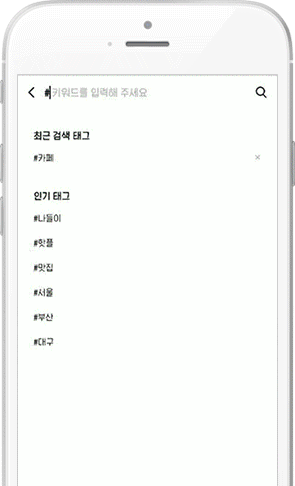 #키워드를 입력해 주세요
최근 검색 태그
#카페
인기 태그
#나들이
#핫플
#맛집
#서울
#부산
#대구